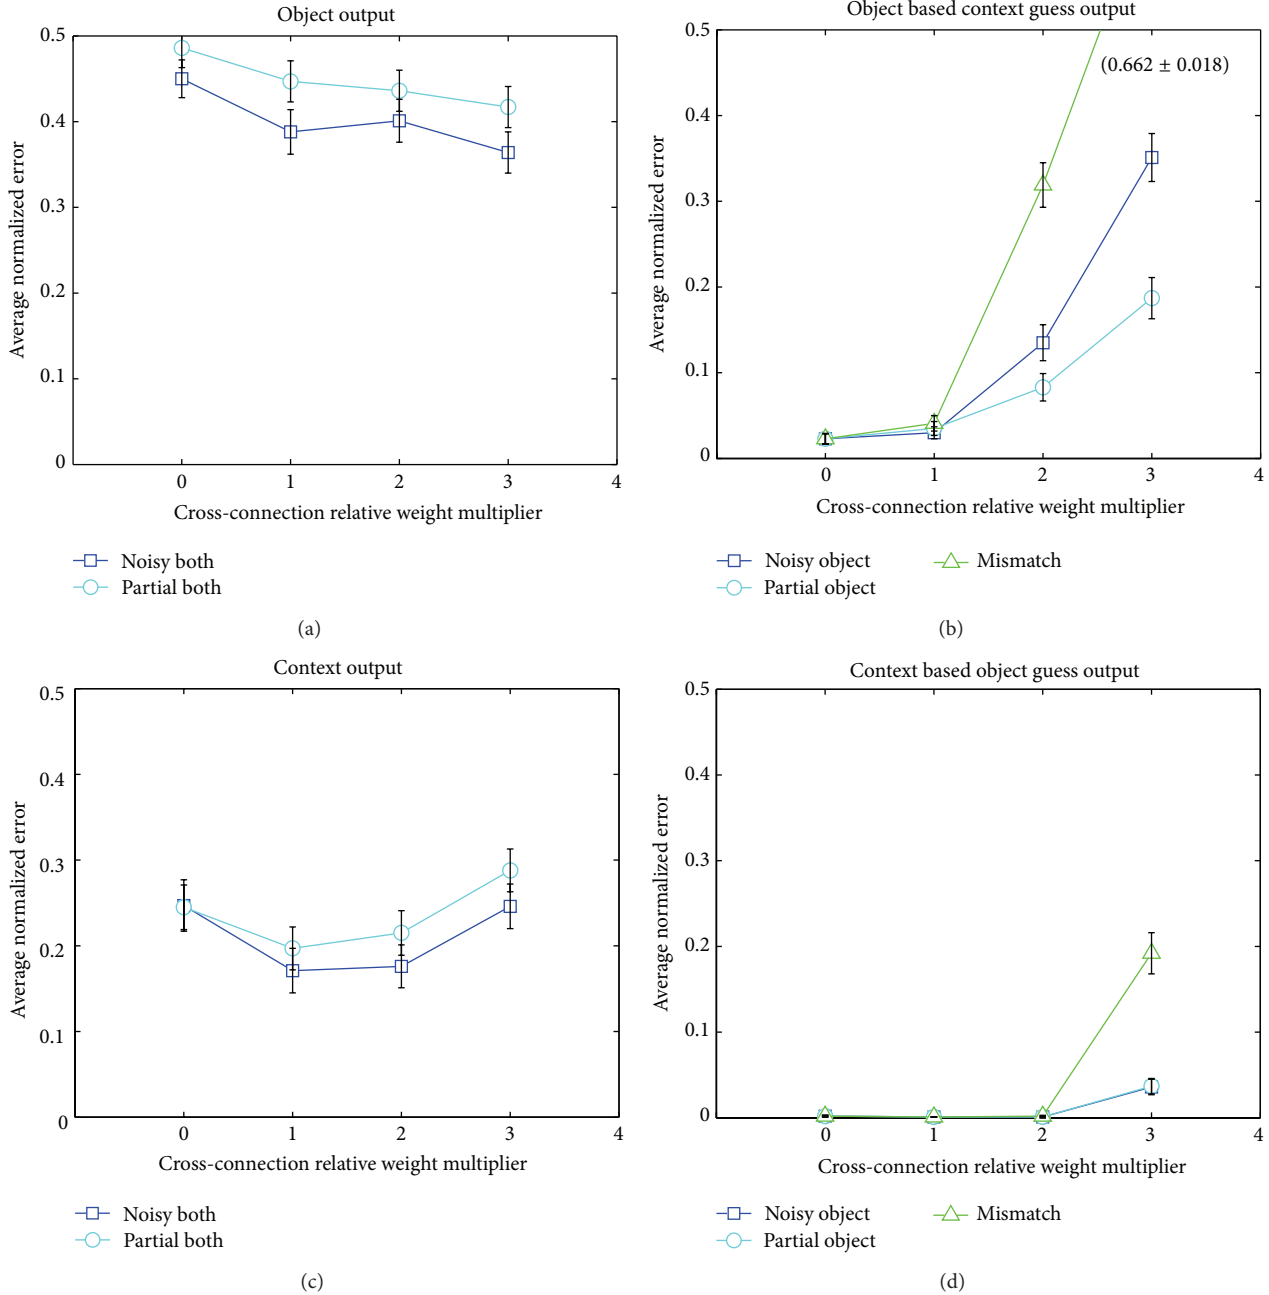 Object output
0.5
0.4
0.3
0.2
0.1
0
Average normalized error
0 1 2 3 4
Cross-connection relative weight multiplier
Noisy both
Partial both
(a)
Object based context guess output
0.5
(0.662 ± 0.018)
0.4
0.3
0.2
0.1
0
Average normalized error
0 1 2 3 4
Cross-connection relative weight multiplier
Noisy object
Mismatch
Partial object
(b)
Context output
0.5
0.4
0.3
0.2
0.1
0
Average normalized error
0 1 2 3 4
Cross-connection relative weight multiplier
Noisy both
Partial both
(c)
Context based object guess output
0.5
0.4
0.3
0.2
0.1
0
Average normalized error
0 1 2 3 4
Cross-connection relative weight multiplier
Noisy object
Mismatch
Partial object
(d)